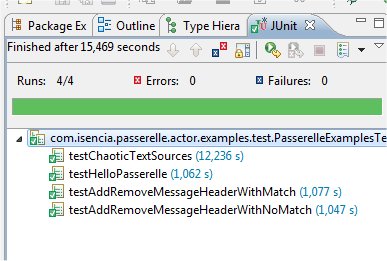 Package Ex
Outline
Type Hiera
JUnit
Finished after 15,469 seconds
Runs: 4/4
Errors: 0
Failures: 0
com.isencia.passerelle.actor.examples.test.PasserelleExamplesTe
testChaoticTextSources (12,236 s)
testHelloPasserelle (1,062 s)
testAddRemoveMessageHeaderWithMatch (1,077 s)
testAddRemoveMessageHeaderWithNoMatch (1,047 s)